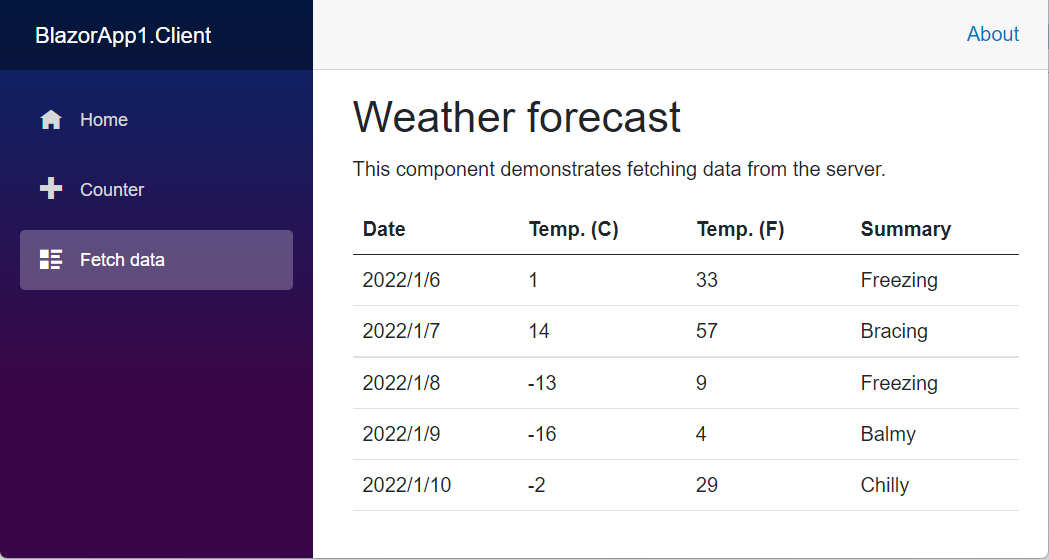 BlazorApp1.Client
About
Home
Counter
Fetch data
Weather forecast
This component demonstrates fetching data from the server.
Date Temp. (C) Temp. (F) Summary
2022/1/6 1 33 Freezing
2022/1/7 14 57 Bracing
2022/1/8 -13 9 Freezing
2022/1/9 -16 4 Balmy
2022/1/10 -2 29 Chilly